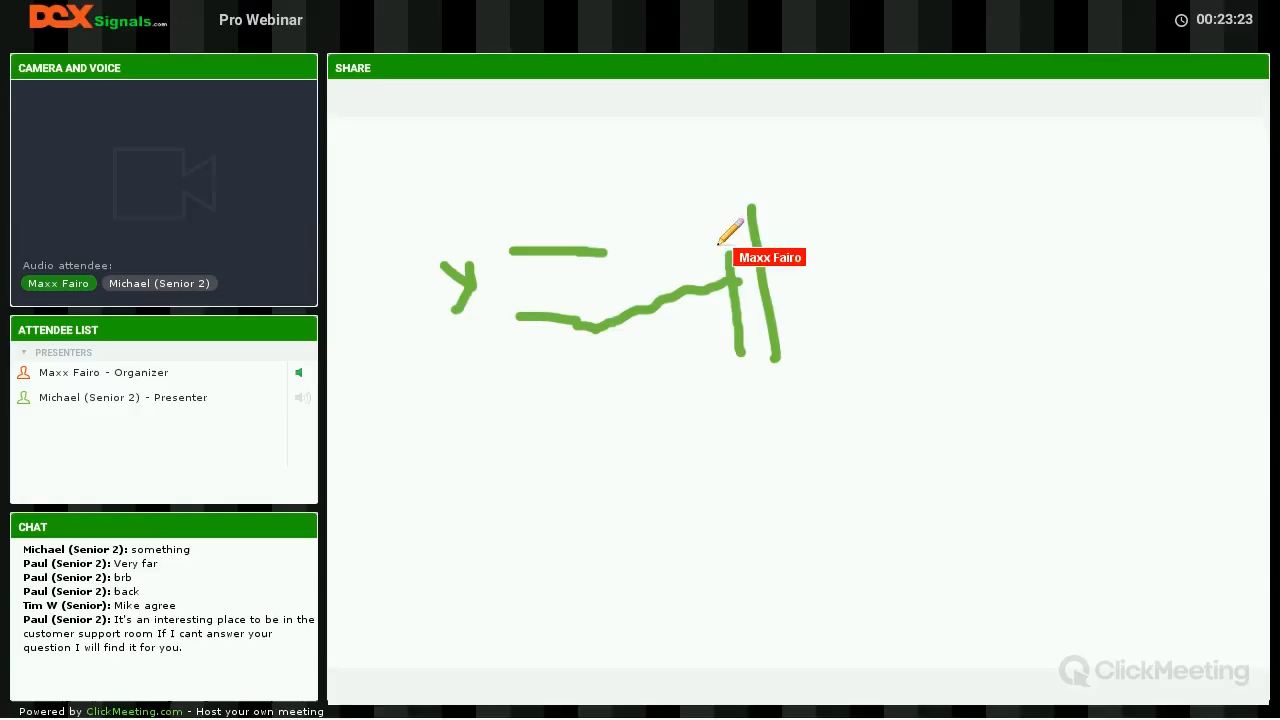 DCX Signals.com
Pro Webinar
00:23:23
CAMERA AND VOICE
Audio attendee:
Maxx Fairo
Michael (Senior 2)
ATTENDEE LIST
PRESENTERS
Maxx Fairo - Organizer
Michael (Senior 2) - Presenter
CHAT
Michael (Senior 2): something
Paul (Senior 2): Very far
Paul (Senior 2): brb
Paul (Senior 2): back
Tim W (Senior): Mike agree
Paul (Senior 2): It's an interesting place to be in the
customer support room If I cant answer your
question I will find it for you.
Powered by ClickMeeting.com - Host your own meeting
SHARE
y
Maxx Fairo
ClickMeeting